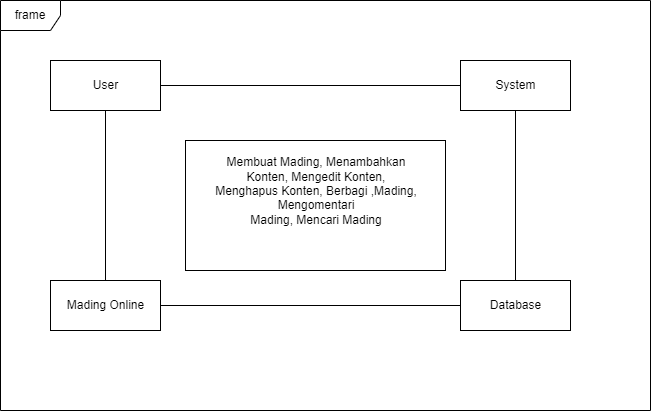 frame
User
System
Membuat Mading, Menambahkan
Konten, Mengedit Konten,
Menghapus Konten, Berbagi ,Mading,
Mengomentari
Mading, Mencari Mading
Mading Online
Database